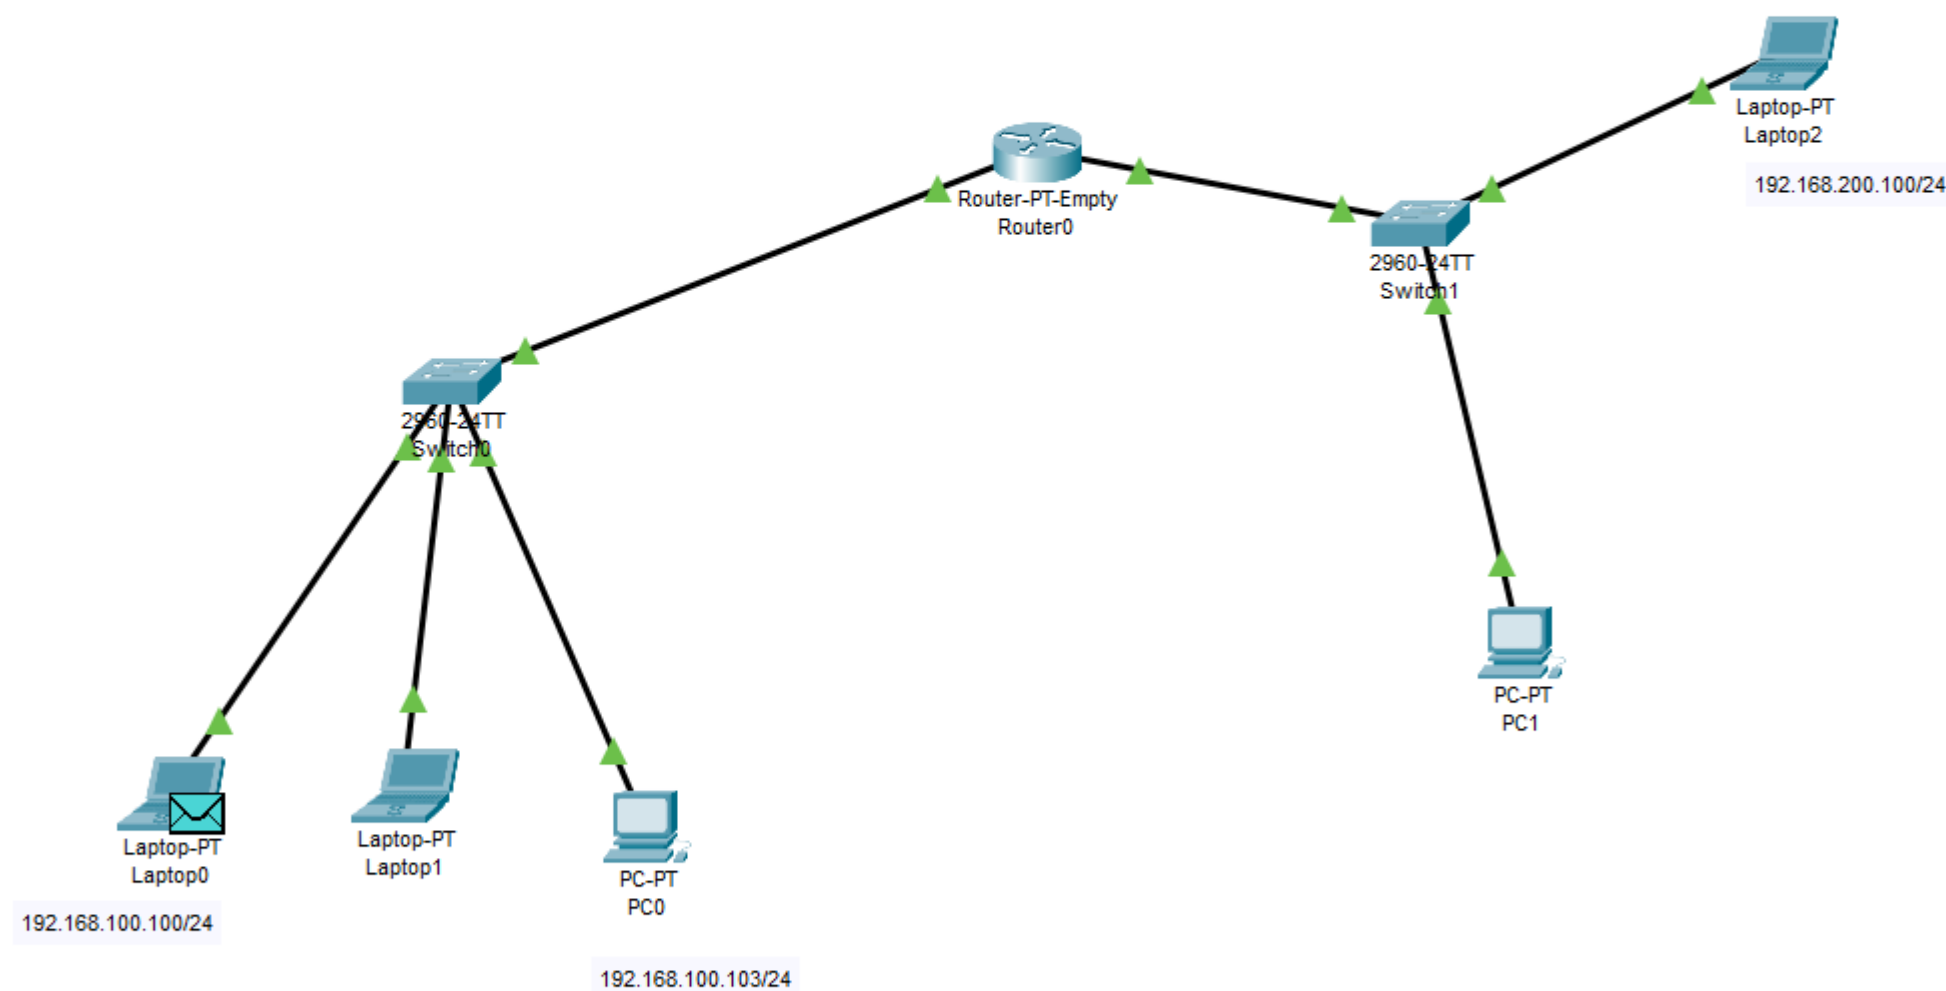 Laptop-PT
Laptop2
192.168.200.100/24
Router-PT-Empty
Router0
2960-24TT
Switch1
2960-24TT
Switch0
PC-PT
PC1
Laptop-PT
Laptop0
192.168.100.100/24
Laptop-PT
Laptop1
PC-PT
PC0
192.168.100.103/24